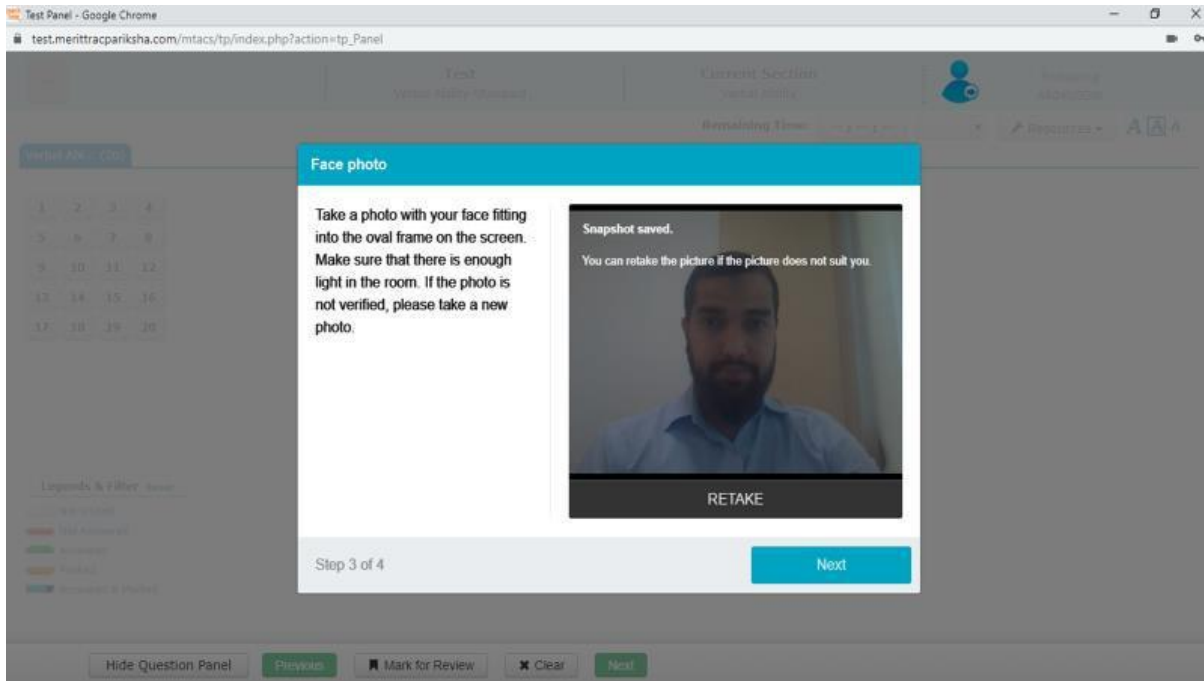 Test Panel - Google Chrome
test.merittracpariksha.com/mtacs/tp/index.php?action=tp_Panel
Test
Current Section
Remaining Time
Resources
A A A
1 2 3 4
5 6 7 8
9 10 11 12
13 14 15 16
17 18 19 20
Face photo
Take a photo with your face fitting
into the oval frame on the screen.
Make sure that there is enough
light in the room. If the photo is
not verified, please take a new
photo.
Snapshot saved.
You can retake the picture if the picture does not suit you.
RETAKE
Step 3 of 4
Next
Legends & Filter
Hide Question Panel
Previous
Mark for Review
Clear
Next